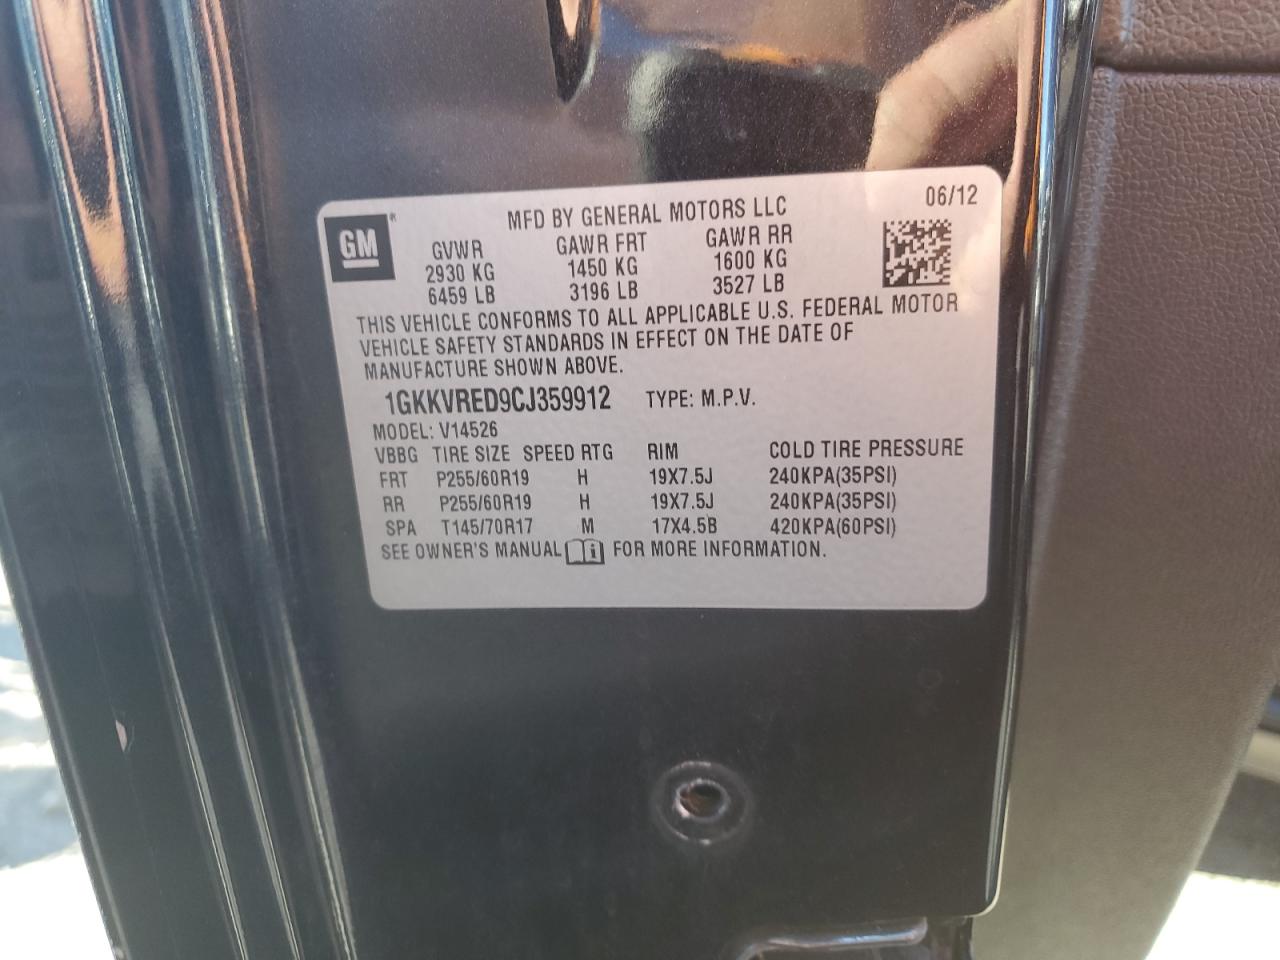 06/12
GM
MFD BY GENERAL MOTORS LLC
GVWR GAWR FRT GAWR RR
2930 KG 1450 KG 1600 KG
6459 LB 3196 LB 3527 LB
THIS VEHICLE CONFORMS TO ALL APPLICABLE U.S. FEDERAL MOTOR
VEHICLE SAFETY STANDARDS IN EFFECT ON THE DATE OF
MANUFACTURE SHOWN ABOVE.
1GKKVRED9CJ359912 TYPE: M.P.V.
MODEL: V14526
VBBG TIRE SIZE SPEED RTG RIM COLD TIRE PRESSURE
FRT P255/60R19 H 19X7.5J 240KPA(35PSI)
RR P255/60R19 H 19X7.5J 240KPA(35PSI)
SPA T145/70R17 M 17X4.5B 420KPA(60PSI)
SEE OWNER'S MANUAL FOR MORE INFORMATION.